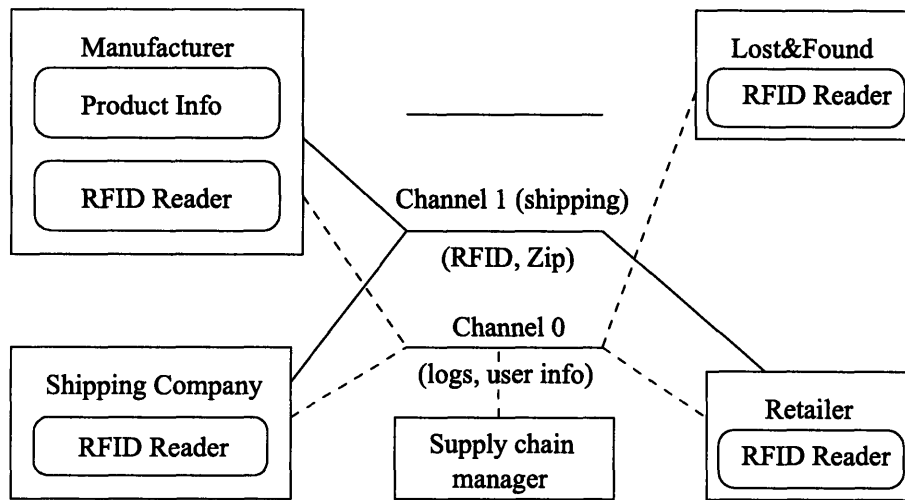 Manufacturer
Product Info
RFID Reader
Lost&Found
RFID Reader
Channel 1 (shipping)
(RFID, Zip)
Channel 0
(logs, user info)
Shipping Company
RFID Reader
Supply chain
manager
Retailer
RFID Reader